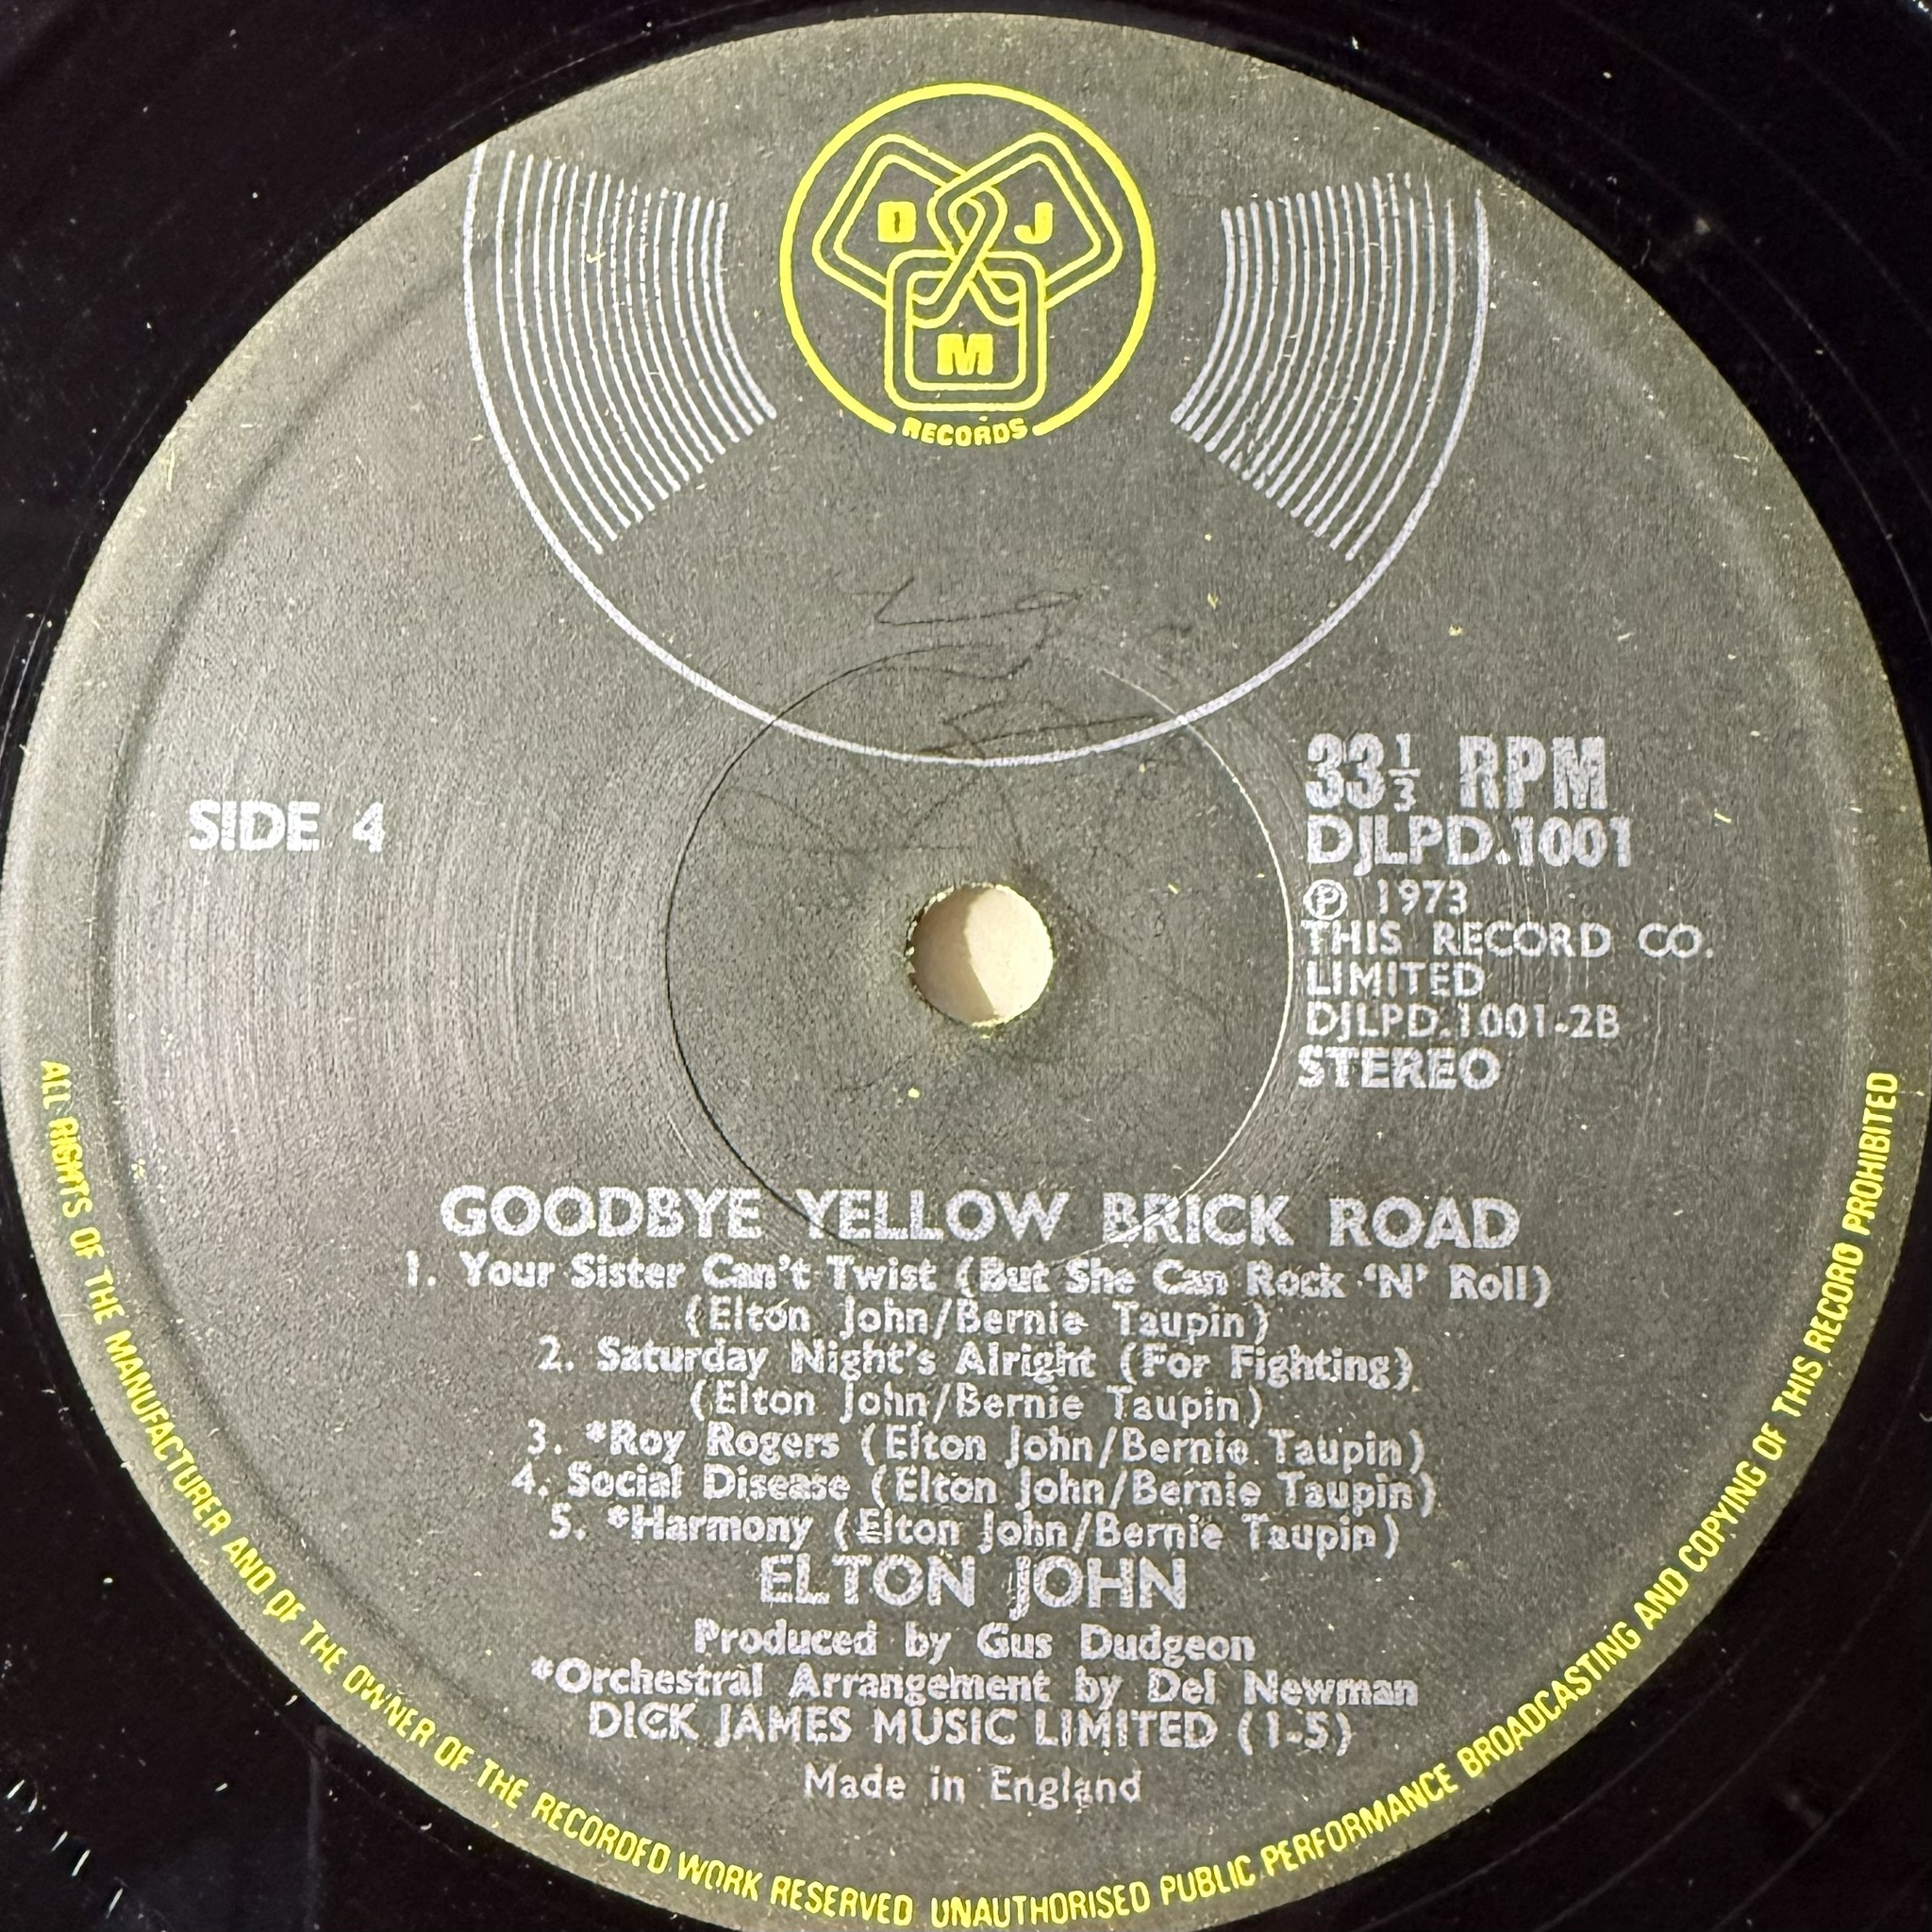 D J
M
RECORDS
SIDE 4
33⅓ RPM
DJLPD.1001
Ⓟ 1973
THIS RECORD CO.
LIMITED
DJLPD.1001-2B
STEREO
GOODBYE YELLOW BRICK ROAD
1. Your Sister Can't Twist (But She Can Rock 'N' Roll)
(Elton John/Bernie Taupin)
2. Saturday Night's Alright (For Fighting)
(Elton John/Bernie Taupin)
3. *Roy Rogers (Elton John/Bernie Taupin)
4. Social Disease (Elton John/Bernie Taupin)
5. *Harmony (Elton John/Bernie Taupin)
ELTON JOHN
Produced by Gus Dudgeon
*Orchestral Arrangement by Del Newman
DICK JAMES MUSIC LIMITED (1-5)
Made in England
ALL RIGHTS OF THE MANUFACTURER AND OF THE OWNER OF THE RECORDED WORK RESERVED UNAUTHORISED PUBLIC PERFORMANCE BROADCASTING AND COPYING OF THIS RECORD PROHIBITED